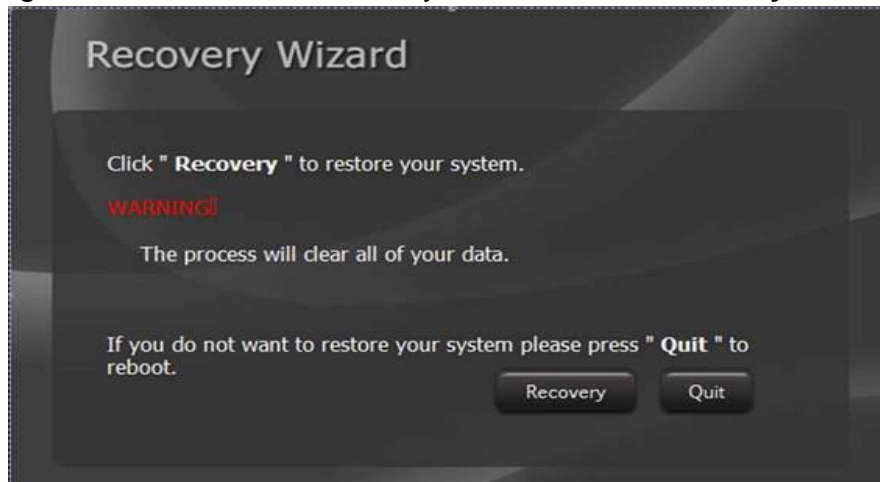 Recovery Wizard
Click " Recovery " to restore your system.
WARNING!
The process will clear all of your data.
If you do not want to restore your system please press " Quit " to
reboot.
Recovery
Quit